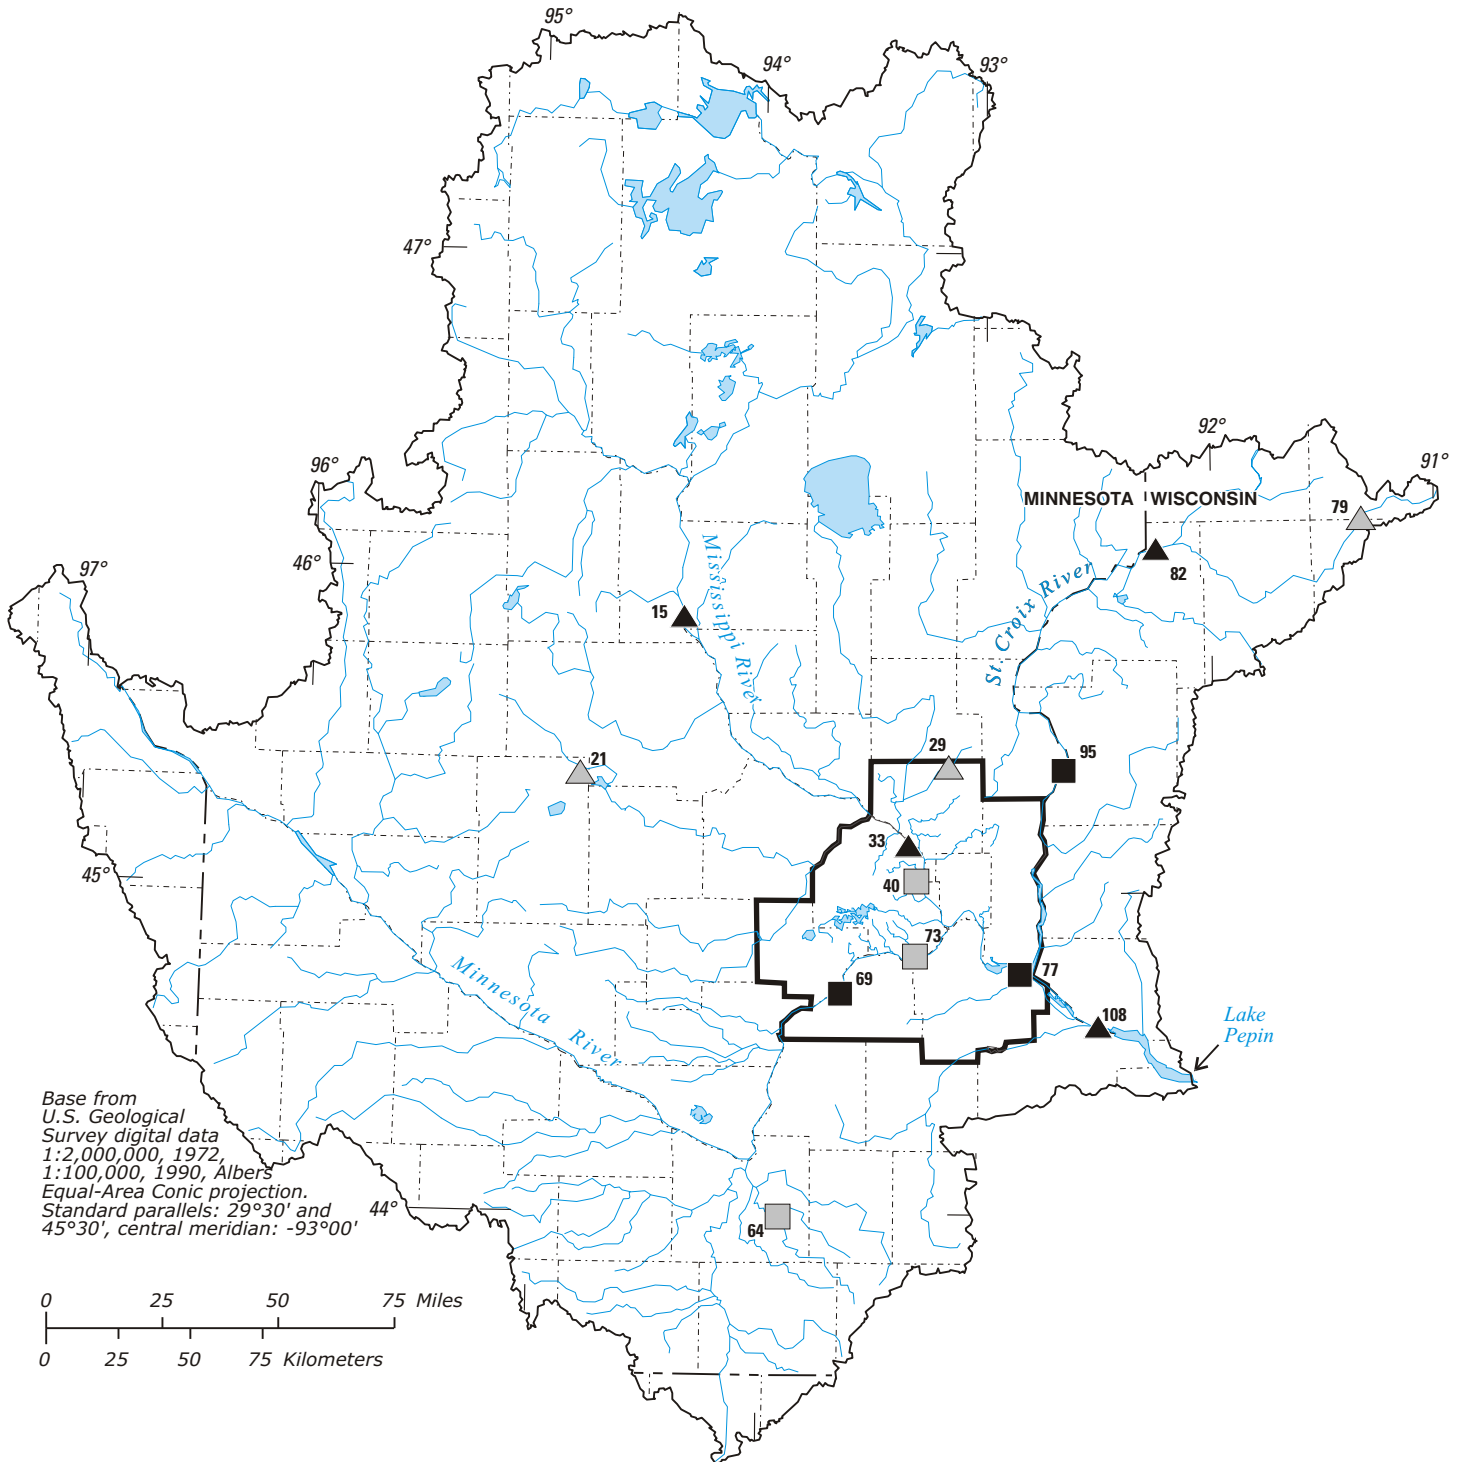 95°
94°
93°
47°
92°
91°
96°
MINNESOTA WISCONSIN
79
46°
97°
82
Mississippi River
St. Croix River
15
21
29
95
33
45°
40
73
69
77
Minnesota River
108
Lake
Pepin
Base from
U.S. Geological
Survey digital data
1:2,000,000, 1972,
1:100,000, 1990, Albers
Equal-Area Conic projection.
Standard parallels: 29°30' and
45°30', central meridian: -93°00'
44°
64
0 25 50 75 Miles
0 25 50 75 Kilometers